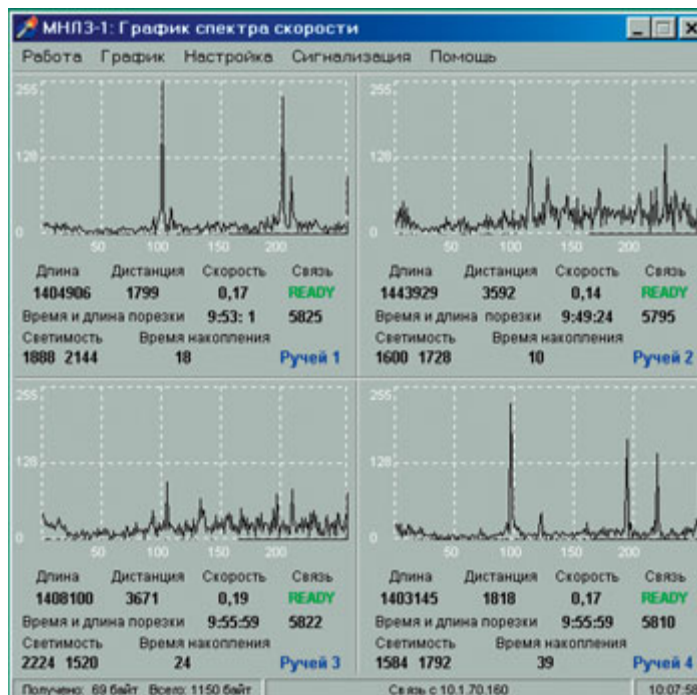 МНЛЗ-1: График спектра скорости
Работа График Настройка Сигнализация Помощь
255
128
0
50 100 150 200
Длина Дистанция Скорость Связь
1404906 1799 0,17 READY
Время и длина порезки 9:53: 1 5825
Светимость Время накопления
1888 2144 18 Ручей 1
255
128
0
50 100 150 200
Длина Дистанция Скорость Связь
1443929 3592 0,14 READY
Время и длина порезки 9:49:24 5795
Светимость Время накопления
1600 1728 10 Ручей 2
255
128
0
50 100 150 200
Длина Дистанция Скорость Связь
1408100 3671 0,19 READY
Время и длина порезки 9:55:59 5822
Светимость Время накопления
2224 1520 24 Ручей 3
255
128
0
50 100 150 200
Длина Дистанция Скорость Связь
1403145 1818 0,17 READY
Время и длина порезки 9:55:59 5810
Светимость Время накопления
1584 1792 39 Ручей 4
Получено: 69 байт Всего: 1150 байт Связь с 10.1.70.160